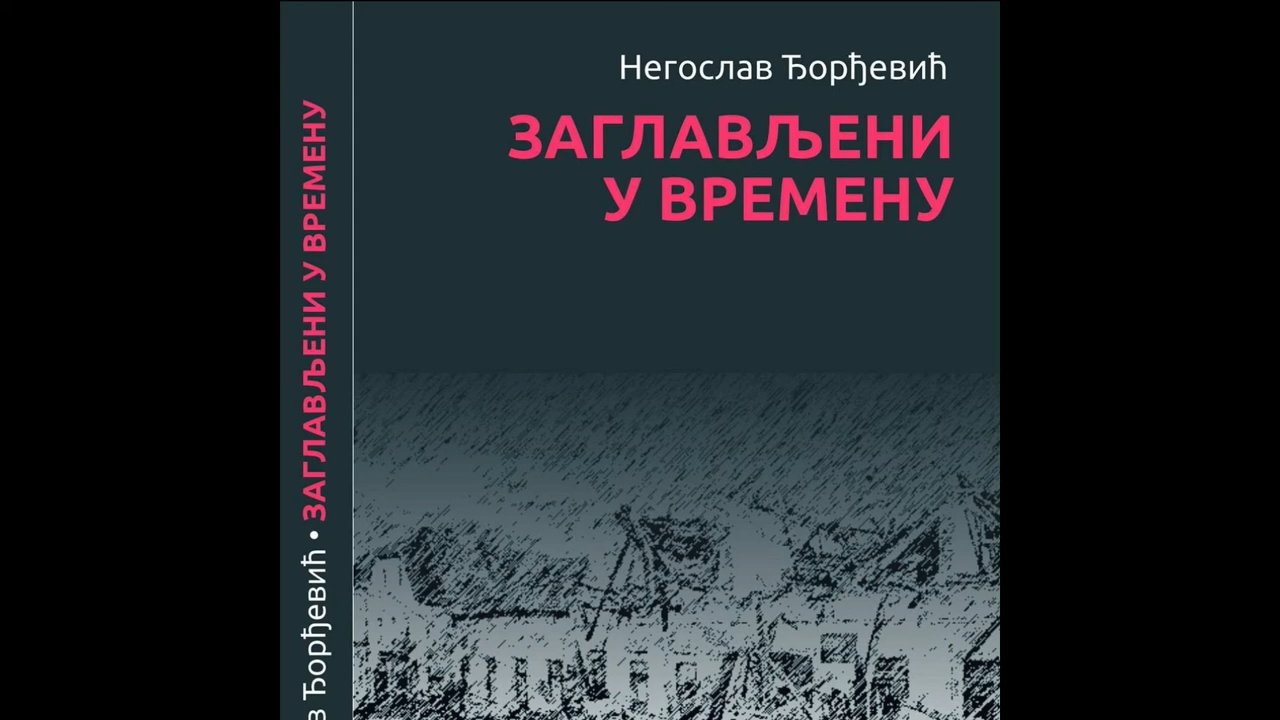 Негослав Ђорђевић
ЗАГЛАВЉЕНИ
У ВРЕМЕНУ
Ђорђевић • ЗАГЛАВЉЕНИ У ВРЕМЕНУ